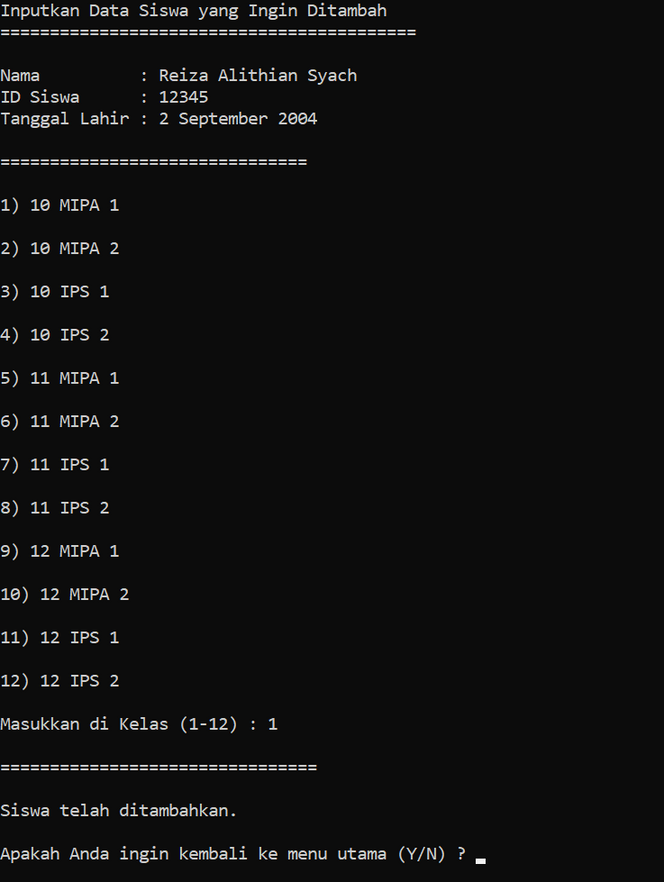 Inputkan Data Siswa yang Ingin Ditambah
==========================================
Nama          : Reiza Alithian Syach
ID Siswa      : 12345
Tanggal Lahir : 2 September 2004
===============================
1) 10 MIPA 1
2) 10 MIPA 2
3) 10 IPS 1
4) 10 IPS 2
5) 11 MIPA 1
6) 11 MIPA 2
7) 11 IPS 1
8) 11 IPS 2
9) 12 MIPA 1
10) 12 MIPA 2
11) 12 IPS 1
12) 12 IPS 2
Masukkan di Kelas (1-12) : 1
================================
Siswa telah ditambahkan.
Apakah Anda ingin kembali ke menu utama (Y/N) ?